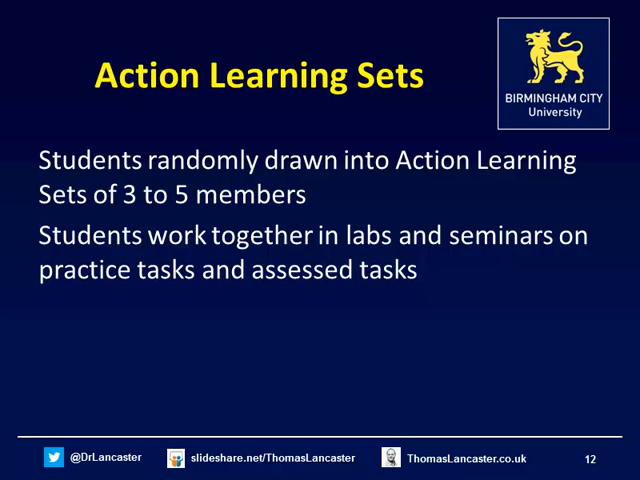 Action Learning Sets
BIRMINGHAM CITY
University
Students randomly drawn into Action Learning
Sets of 3 to 5 members
Students work together in labs and seminars on
practice tasks and assessed tasks
@DrLancaster
slideshare.net/ThomasLancaster
ThomasLancaster.co.uk
12